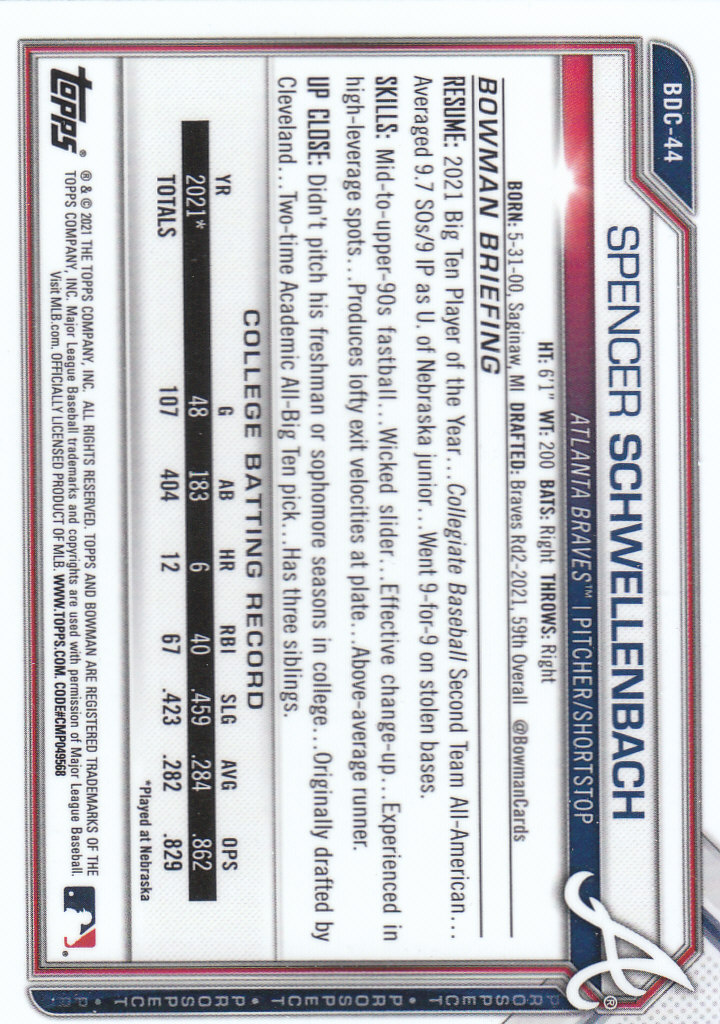 BDC-44
SPENCER SCHWELLENBACH
ATLANTA BRAVES™ | PITCHER/SHORTSTOP
HT: 6'1" WT: 200 BATS: Right THROWS: Right
BORN: 5-31-00, Saginaw, MI DRAFTED: Braves Rd2-2021, 59th Overall @BowmanCards
BOWMAN BRIEFING
RESUME: 2021 Big Ten Player of the Year...Collegiate Baseball Second Team All-American...
Averaged 9.7 SOs/9 IP as U. of Nebraska junior...Went 9-for-9 on stolen bases.
SKILLS: Mid-to-upper-90s fastball...Wicked slider...Effective change-up...Experienced in
high-leverage spots...Produces lofty exit velocities at plate...Above-average runner.
UP CLOSE: Didn't pitch his freshman or sophomore seasons in college...Originally drafted by
Cleveland...Two-time Academic All-Big Ten pick...Has three siblings.
COLLEGE BATTING RECORD
YR G AB HR RBI SLG AVG OPS
2021* 48 183 6 40 .459 .284 .862
TOTALS 107 404 12 67 .423 .282 .829
*Played at Nebraska
topps®
® & © 2021 THE TOPPS COMPANY, INC. ALL RIGHTS RESERVED. TOPPS AND BOWMAN ARE REGISTERED TRADEMARKS OF THE
TOPPS COMPANY, INC. Major League Baseball trademarks and copyrights are used with permission of Major League Baseball.
Visit MLB.com. OFFICIALLY LICENSED PRODUCT OF MLB. WWW.TOPPS.COM. CODE#CMP049568
A®
PROSPECT • PROSPECT • PROSPECT • PROSPECT • PR